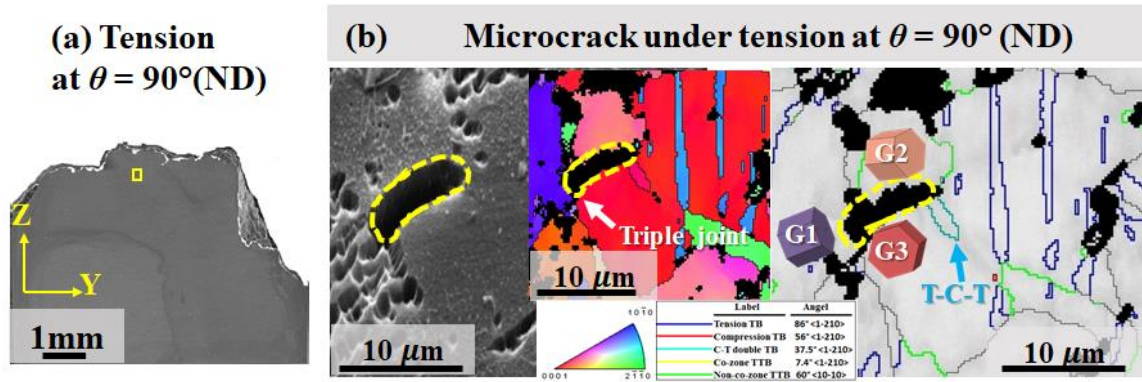 (a) Tension
at θ = 90°(ND)
Z
Y
1mm
(b) Microcrack under tension at θ = 90° (ND)
Triple joint
10 μm
10 μm
G2
G1
G3
T-C-T
10 μm
0001
10ī0
2īī0
Label Angel
Tension TB 86° <1-210>
Compression TB 56° <1-210>
C-T double TB 37.5° <1-210>
Co-zone TTB 7.4° <1-210>
Non-co-zone TTB 60° <10-10>